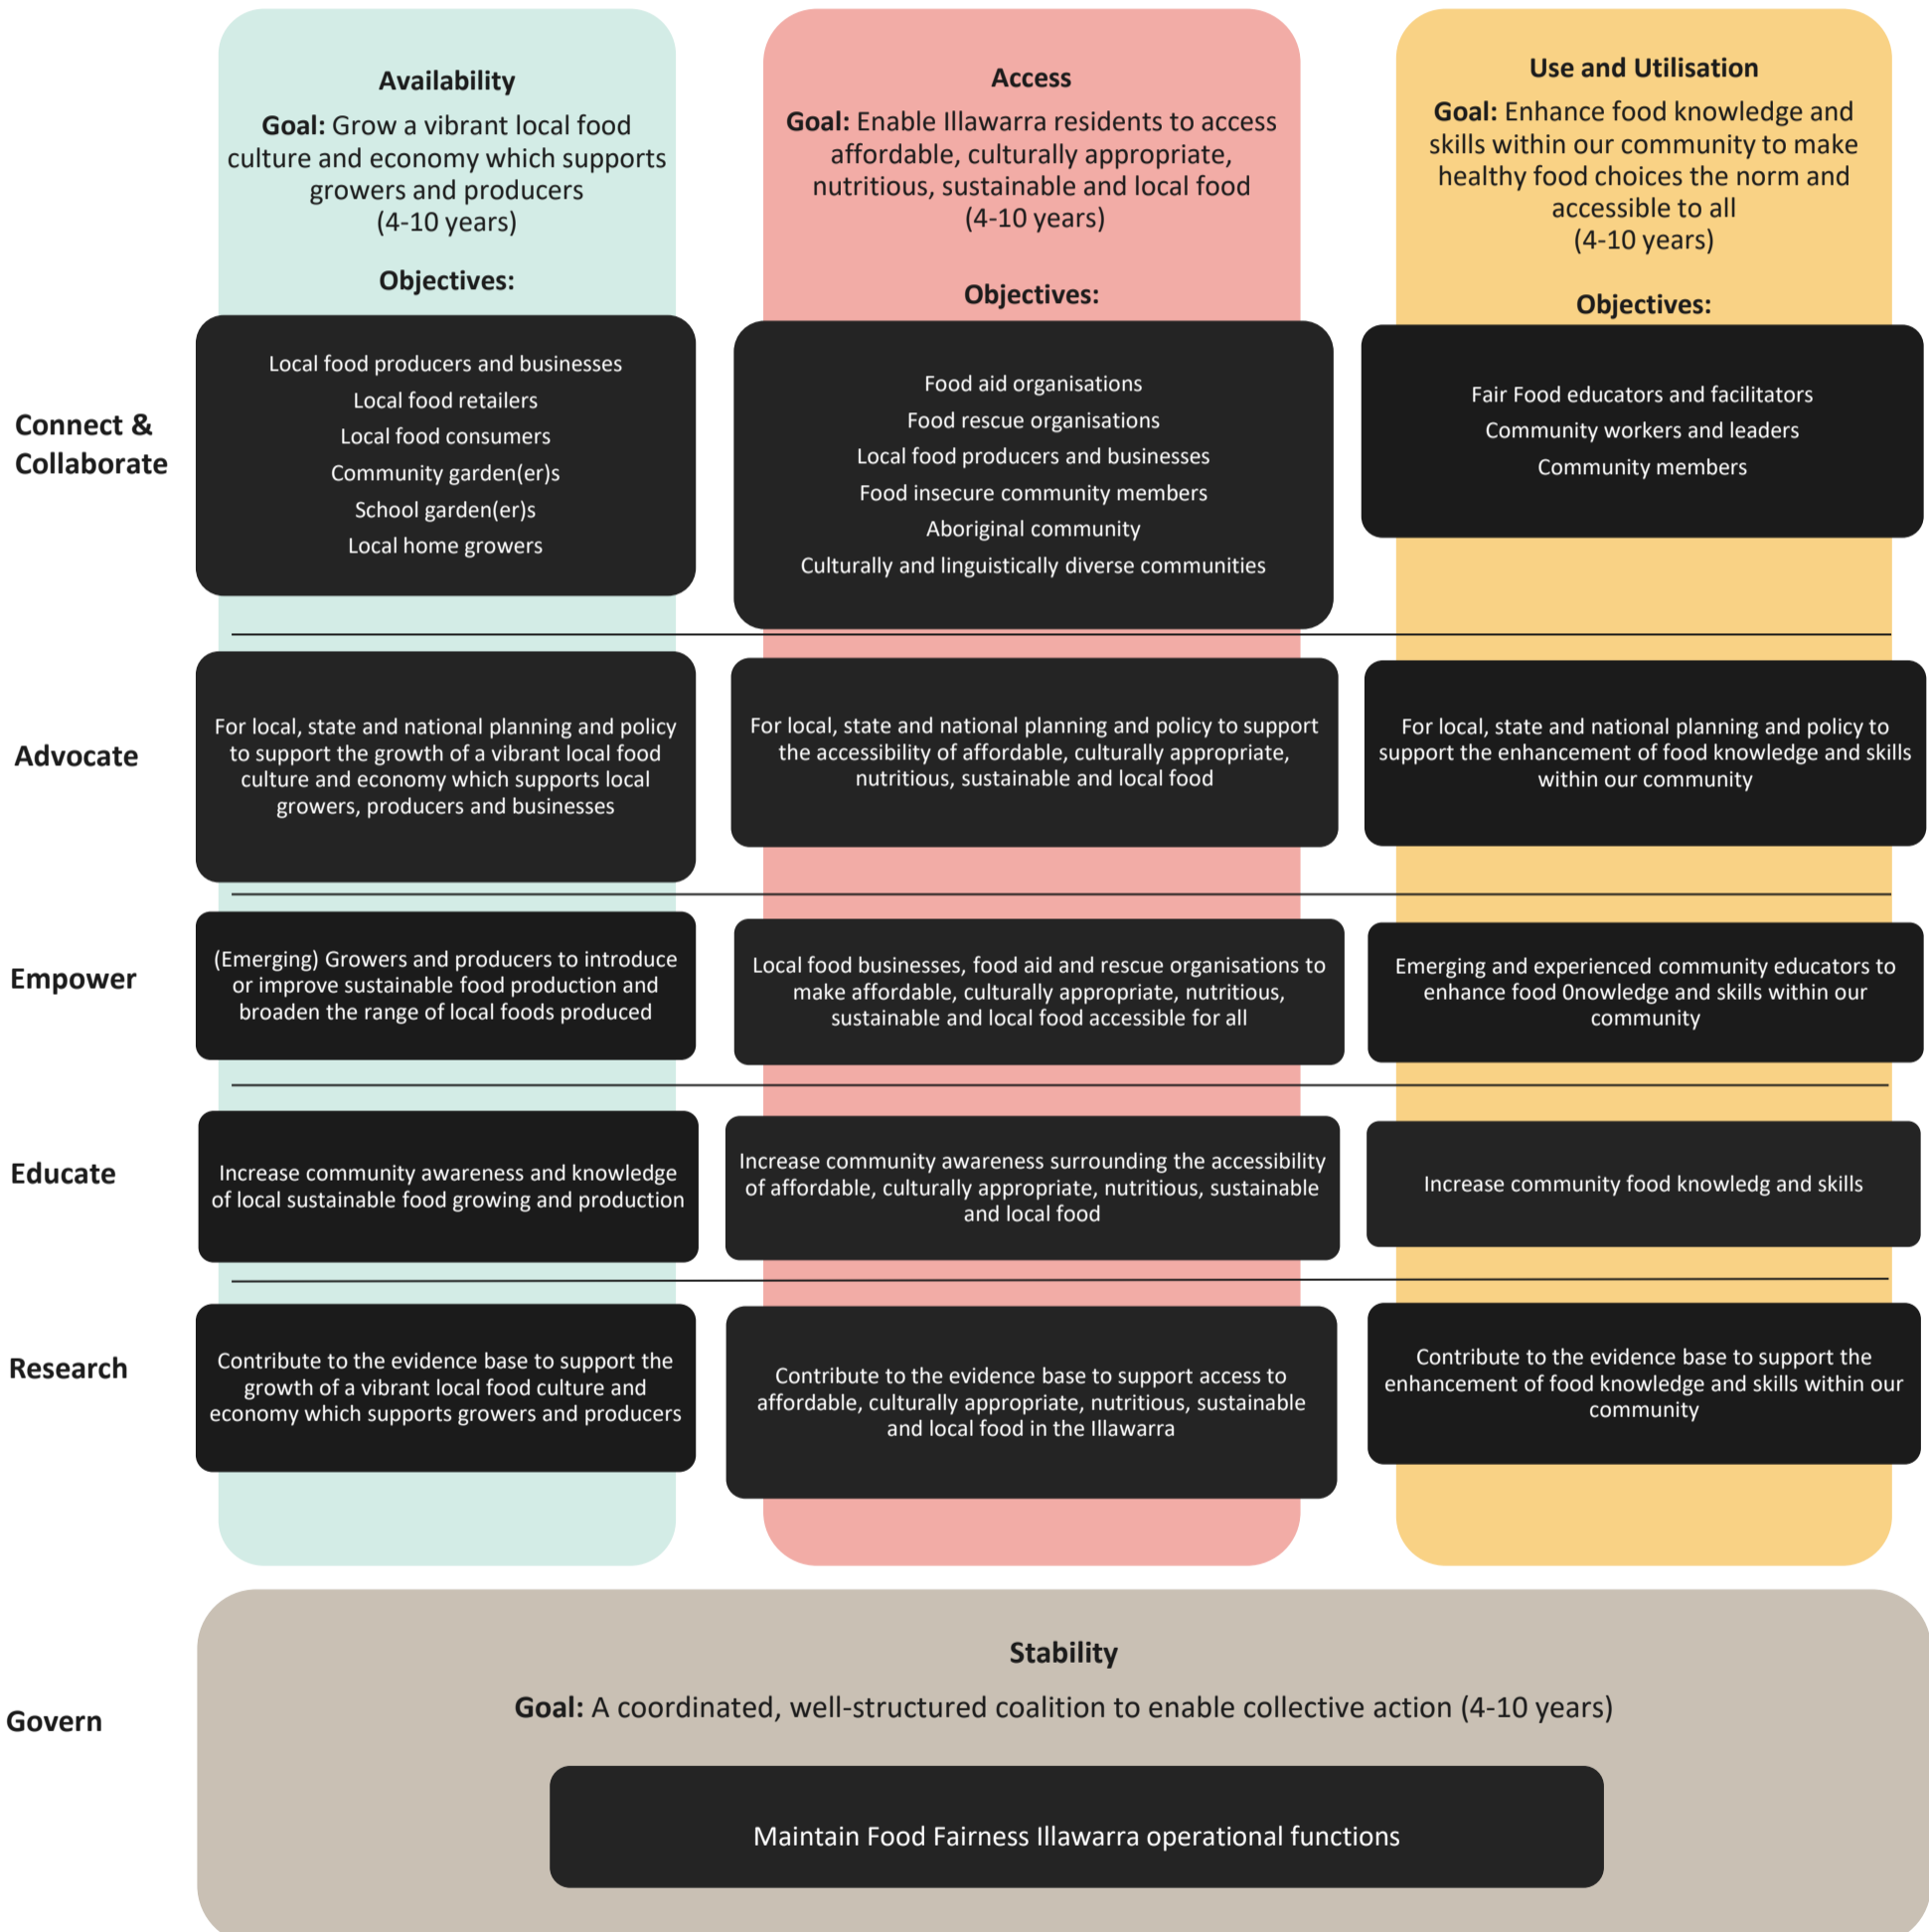 Availability
Goal: Grow a vibrant local food
culture and economy which supports
growers and producers
(4-10 years)
Objectives:
Access
Goal: Enable Illawarra residents to access
affordable, culturally appropriate,
nutritious, sustainable and local food
(4-10 years)
Objectives:
Use and Utilisation
Goal: Enhance food knowledge and
skills within our community to make
healthy food choices the norm and
accessible to all
(4-10 years)
Objectives:
Connect &
Collaborate
Local food producers and businesses
Local food retailers
Local food consumers
Community garden(er)s
School garden(er)s
Local home growers
Food aid organisations
Food rescue organisations
Local food producers and businesses
Food insecure community members
Aboriginal community
Culturally and linguistically diverse communities
Fair Food educators and facilitators
Community workers and leaders
Community members
Advocate
For local, state and national planning and policy
to support the growth of a vibrant local food
culture and economy which supports local
growers, producers and businesses
For local, state and national planning and policy to support
the accessibility of affordable, culturally appropriate,
nutritious, sustainable and local food
For local, state and national planning and policy to
support the enhancement of food knowledge and skills
within our community
Empower
(Emerging) Growers and producers to introduce
or improve sustainable food production and
broaden the range of local foods produced
Local food businesses, food aid and rescue organisations to
make affordable, culturally appropriate, nutritious,
sustainable and local food accessible for all
Emerging and experienced community educators to
enhance food 0nowledge and skills within our
community
Educate
Increase community awareness and knowledge
of local sustainable food growing and production
Increase community awareness surrounding the accessibility
of affordable, culturally appropriate, nutritious, sustainable
and local food
Increase community food knowledg and skills
Research
Contribute to the evidence base to support the
growth of a vibrant local food culture and
economy which supports growers and producers
Contribute to the evidence base to support access to
affordable, culturally appropriate, nutritious, sustainable
and local food in the Illawarra
Contribute to the evidence base to support the
enhancement of food knowledge and skills within our
community
Govern
Stability
Goal: A coordinated, well-structured coalition to enable collective action (4-10 years)
Maintain Food Fairness Illawarra operational functions